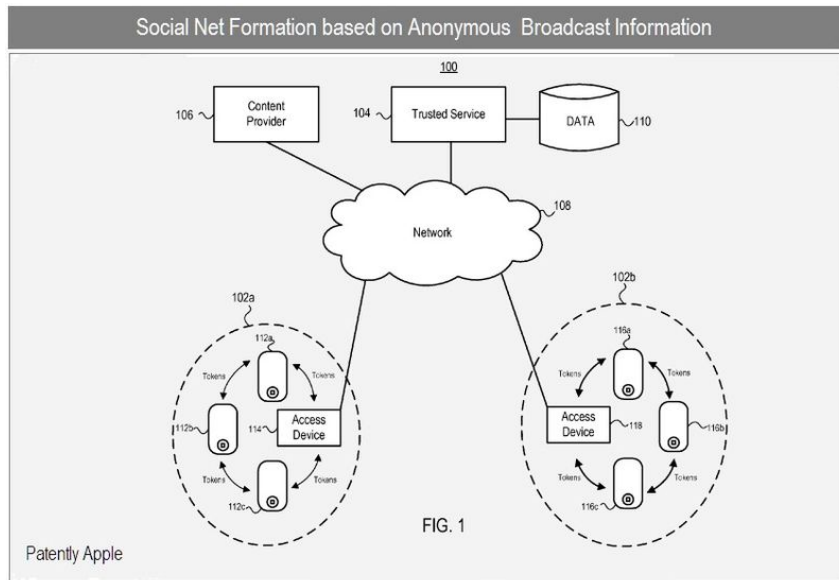 Social Net Formation based on Anonymous Broadcast Information
100
106
Content
Provider
104
Trusted Service
DATA
110
108
Network
102a
102b
112a
116a
Tokens
Tokens
Tokens
Tokens
112b
114
Access
Device
Access
Device
118
116b
Tokens
Tokens
Tokens
Tokens
112c
116c
FIG. 1
Patently Apple